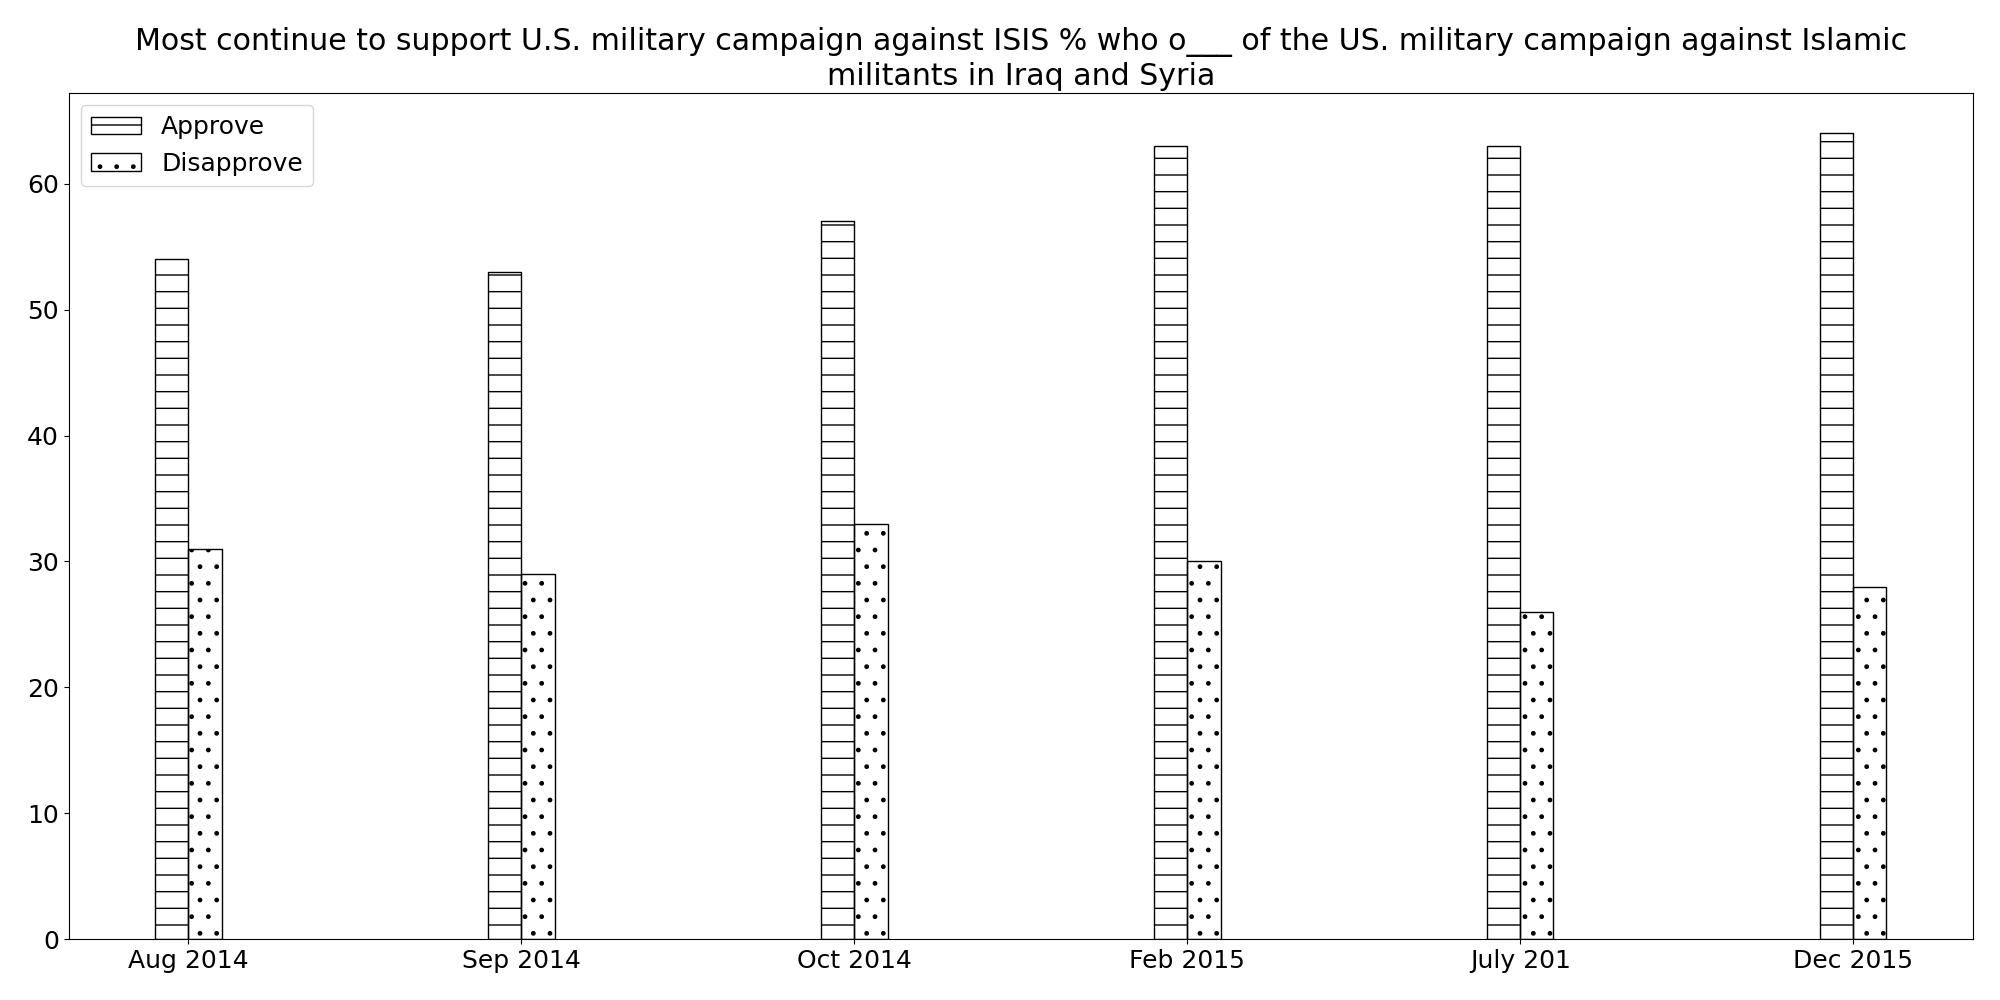 Most continue to support U.S. military campaign against ISIS % who o___ of the US. military campaign against Islamic
militants in Iraq and Syria
Approve
Disapprove
60
50
40
30
20
10
0
Aug 2014 Sep 2014 Oct 2014 Feb 2015 July 201 Dec 2015